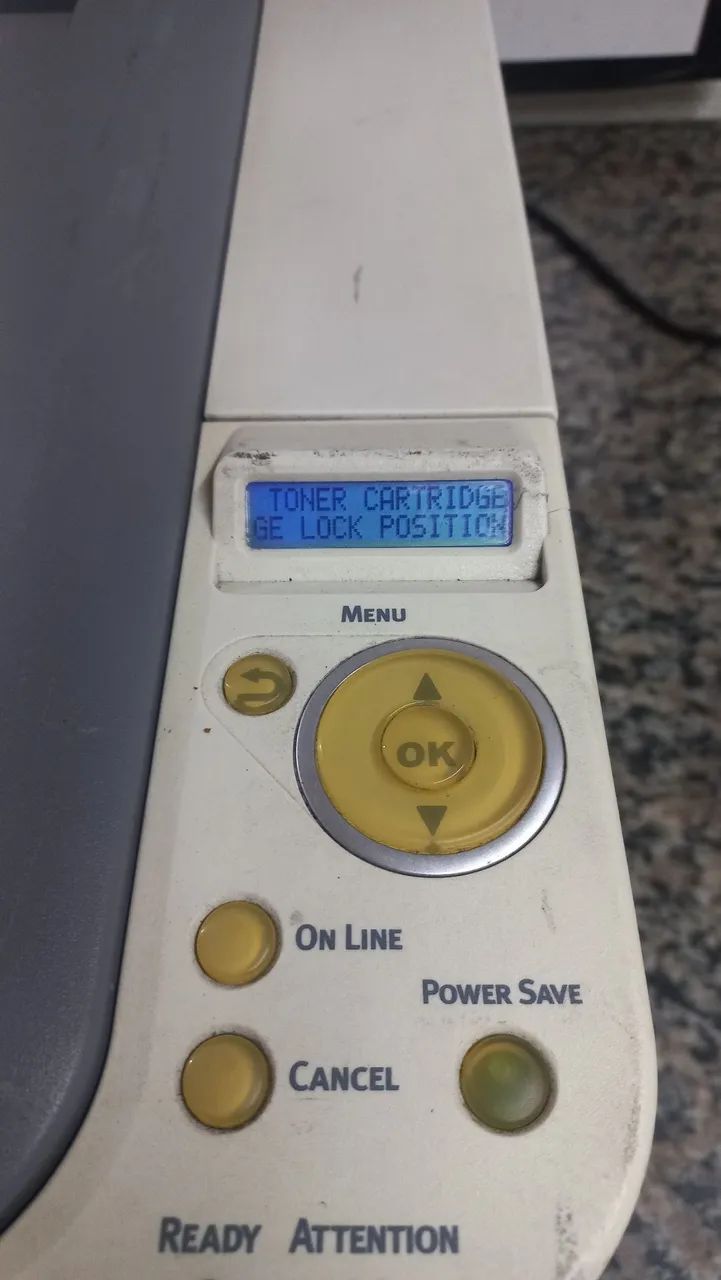 TONER CARTRIDGE
GE LOCK POSITION
MENU
OK
ON LINE
POWER SAVE
CANCEL
READY ATTENTION